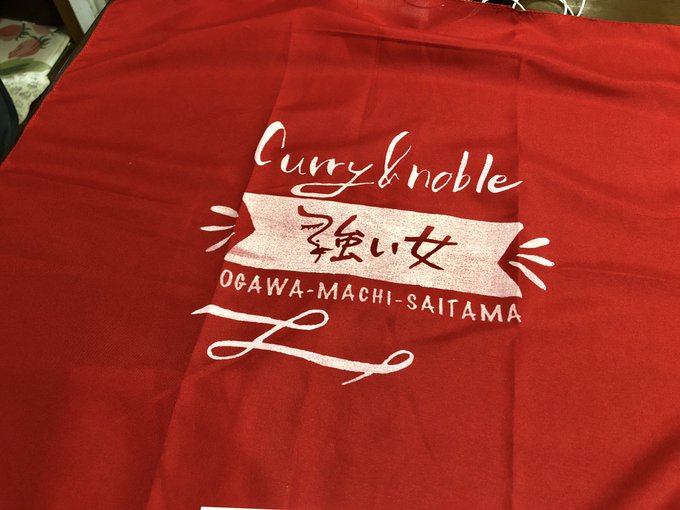 Curry & noble
強い女
OGAWA-MACHI-SAITAMA